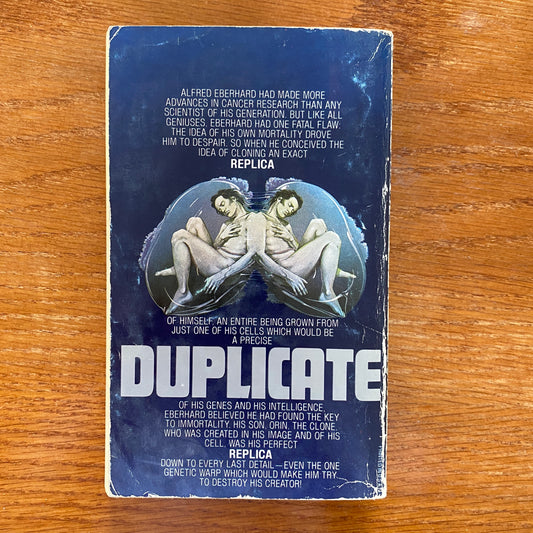 ALFRED EBERHARD HAD MADE MORE
ADVANCES IN CANCER RESEARCH THAN ANY
SCIENTIST OF HIS GENERATION. BUT LIKE ALL
GENIUSES, EBERHARD HAD ONE FATAL FLAW:
THE IDEA OF HIS OWN MORTALITY DROVE
HIM TO DESPAIR. SO WHEN HE CONCEIVED THE
IDEA OF CLONING AN EXACT
REPLICA
OF HIMSELF, AN ENTIRE BEING GROWN FROM
JUST ONE OF HIS CELLS WHICH WOULD BE
A PRECISE
DUPLICATE
OF HIS GENES AND HIS INTELLIGENCE,
EBERHARD BELIEVED HE HAD FOUND THE KEY
TO IMMORTALITY. HIS SON, ORIN, THE CLONE,
WHO WAS CREATED IN HIS IMAGE AND OF HIS
CELL, WAS HIS PERFECT
REPLICA
DOWN TO EVERY LAST DETAIL—EVEN THE ONE
GENETIC WARP WHICH WOULD MAKE HIM TRY
TO DESTROY HIS CREATOR!